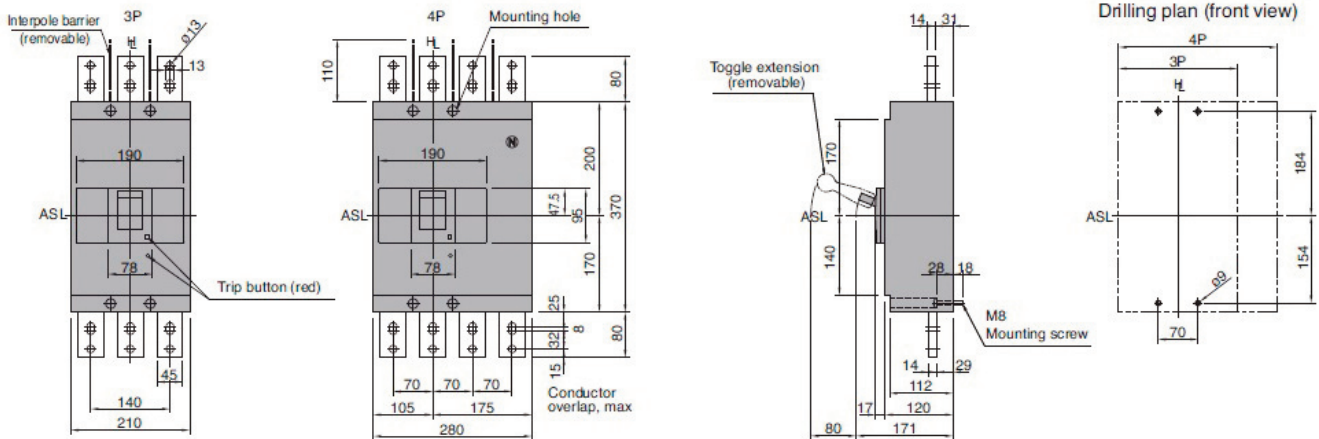 Interpole barrier
(removable)
3P
HL
ø13
13
190
ASL
78
Trip button (red)
45
140
210
4P
HL
Mounting hole
110
80
N
190
200
370
ASL
47.5
95
170
78
25
80
8
32
15
70
70
70
Conductor
overlap, max
105
175
280
14
31
Toggle extension
(removable)
170
ASL
140
28
18
M8
Mounting screw
14
29
112
17
120
80
171
Drilling plan (front view)
4P
3P
HL
184
ASL
154
ø9
70